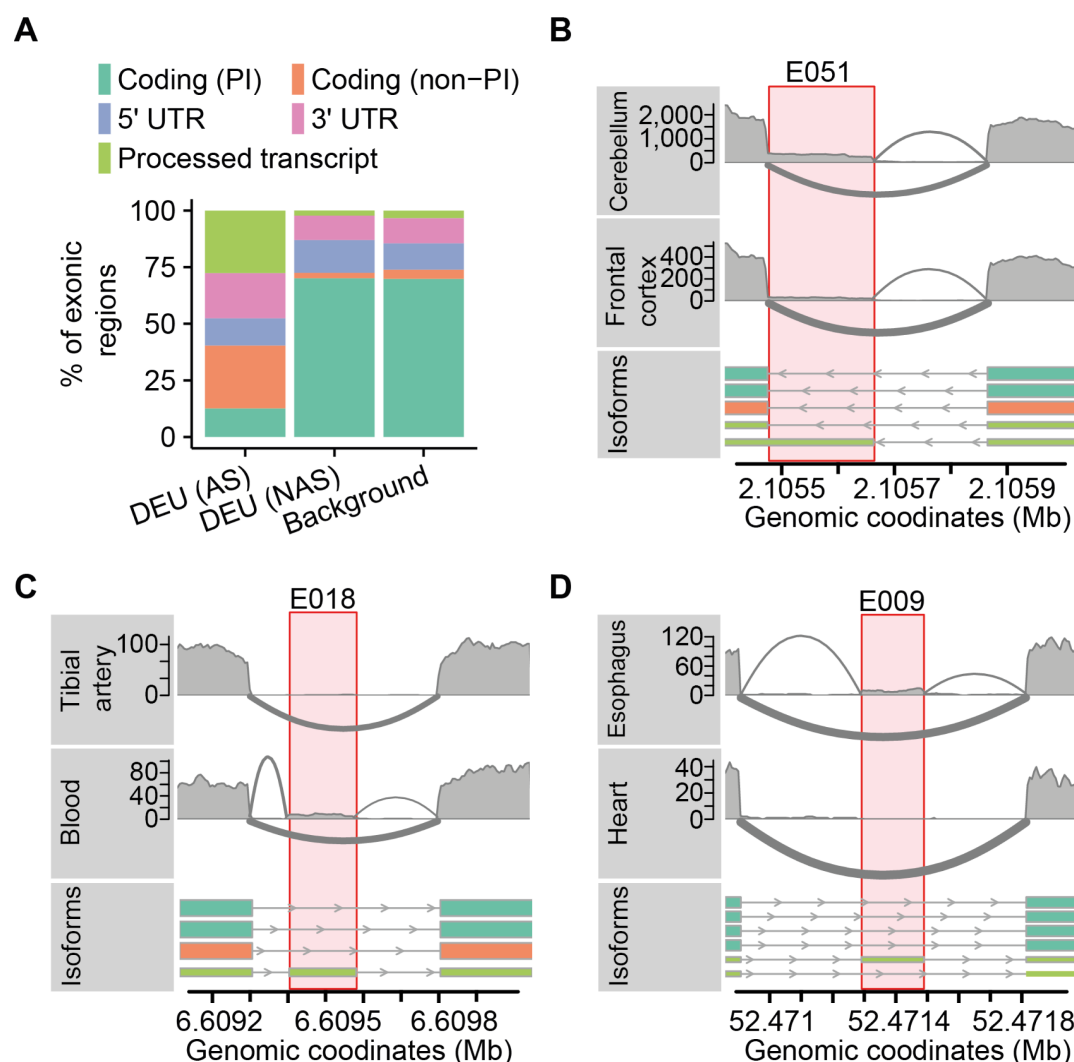 A
Coding (PI)
Coding (non−PI)
5' UTR
3' UTR
Processed transcript
% of exonic
regions
100
75
50
25
0
DEU (AS)
DEU (NAS)
Background
B
E051
Cerebellum
2,000
1,000
0
Frontal
cortex
400
200
0
Isoforms
2.1055
2.1057
2.1059
Genomic coodinates (Mb)
C
E018
Tibial
artery
100
0
Blood
80
40
0
Isoforms
6.6092
6.6095
6.6098
Genomic coodinates (Mb)
D
E009
Esophagus
120
60
0
Heart
40
20
0
Isoforms
52.471
52.4714
52.4718
Genomic coodinates (Mb)